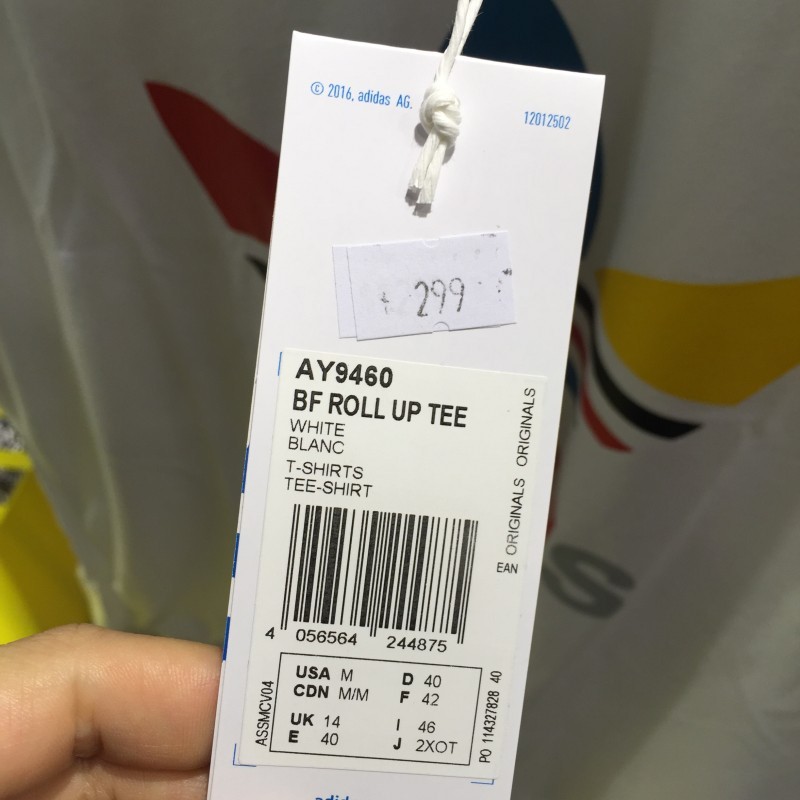 © 2016, adidas AG.
12012502
299
AY9460
BF ROLL UP TEE
WHITE
BLANC
T-SHIRTS
TEE-SHIRT
ORIGINALS ORIGINALS
EAN
4 056564 244875
USA M D 40
CDN M/M F 42
UK 14 I 46
E 40 J 2XOT
ASSMCV04
PO 114327828 40